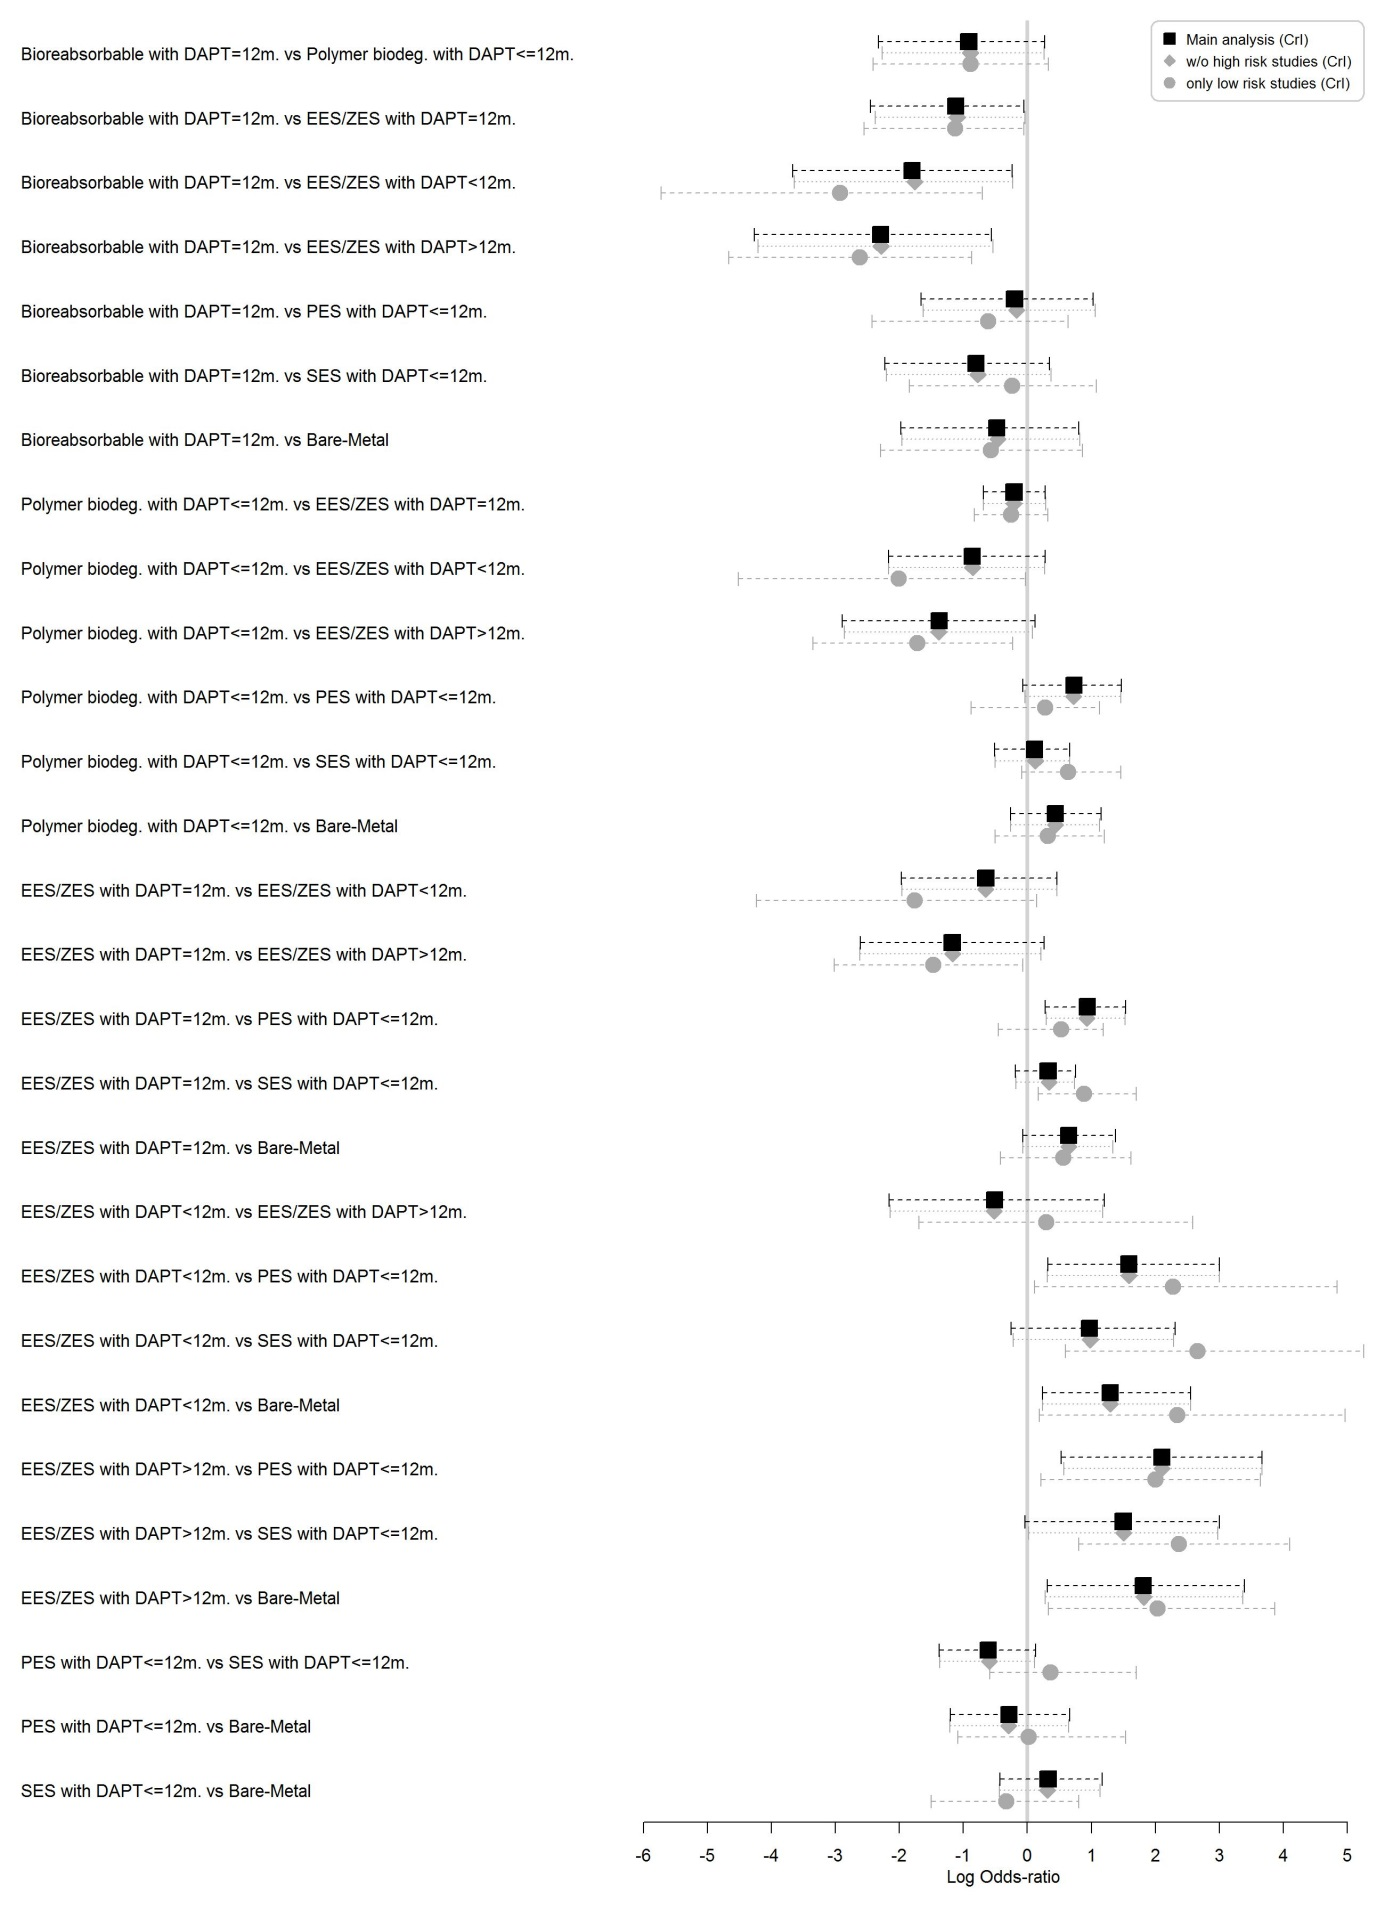 Main analysis (CrI)
w/o high risk studies (CrI)
only low risk studies (CrI)
Bioreabsorbable with DAPT=12m. vs Polymer biodeg. with DAPT<=12m.
Bioreabsorbable with DAPT=12m. vs EES/ZES with DAPT=12m.
Bioreabsorbable with DAPT=12m. vs EES/ZES with DAPT<12m.
Bioreabsorbable with DAPT=12m. vs EES/ZES with DAPT>12m.
Bioreabsorbable with DAPT=12m. vs PES with DAPT<=12m.
Bioreabsorbable with DAPT=12m. vs SES with DAPT<=12m.
Bioreabsorbable with DAPT=12m. vs Bare-Metal
Polymer biodeg. with DAPT<=12m. vs EES/ZES with DAPT=12m.
Polymer biodeg. with DAPT<=12m. vs EES/ZES with DAPT<12m.
Polymer biodeg. with DAPT<=12m. vs EES/ZES with DAPT>12m.
Polymer biodeg. with DAPT<=12m. vs PES with DAPT<=12m.
Polymer biodeg. with DAPT<=12m. vs SES with DAPT<=12m.
Polymer biodeg. with DAPT<=12m. vs Bare-Metal
EES/ZES with DAPT=12m. vs EES/ZES with DAPT<12m.
EES/ZES with DAPT=12m. vs EES/ZES with DAPT>12m.
EES/ZES with DAPT=12m. vs PES with DAPT<=12m.
EES/ZES with DAPT=12m. vs SES with DAPT<=12m.
EES/ZES with DAPT=12m. vs Bare-Metal
EES/ZES with DAPT<12m. vs EES/ZES with DAPT>12m.
EES/ZES with DAPT<12m. vs PES with DAPT<=12m.
EES/ZES with DAPT<12m. vs SES with DAPT<=12m.
EES/ZES with DAPT<12m. vs Bare-Metal
EES/ZES with DAPT>12m. vs PES with DAPT<=12m.
EES/ZES with DAPT>12m. vs SES with DAPT<=12m.
EES/ZES with DAPT>12m. vs Bare-Metal
PES with DAPT<=12m. vs SES with DAPT<=12m.
PES with DAPT<=12m. vs Bare-Metal
SES with DAPT<=12m. vs Bare-Metal
-6 -5 -4 -3 -2 -1 0 1 2 3 4 5
Log Odds-ratio